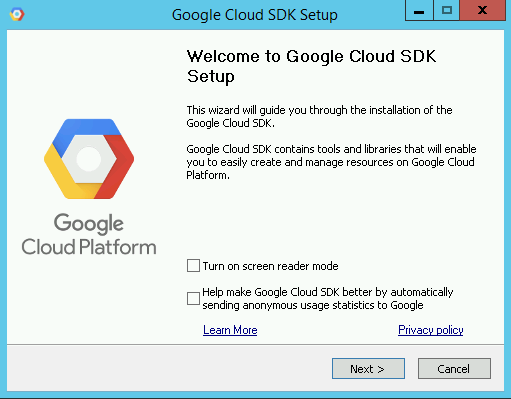 Google Cloud SDK Setup
Welcome to Google Cloud SDK
Setup
This wizard will guide you through the installation of the
Google Cloud SDK.
Google Cloud SDK contains tools and libraries that will enable
you to easily create and manage resources on Google Cloud
Platform.
Google
Cloud Platform
Turn on screen reader mode
Help make Google Cloud SDK better by automatically
sending anonymous usage statistics to Google
Learn More
Privacy policy
Next >
Cancel